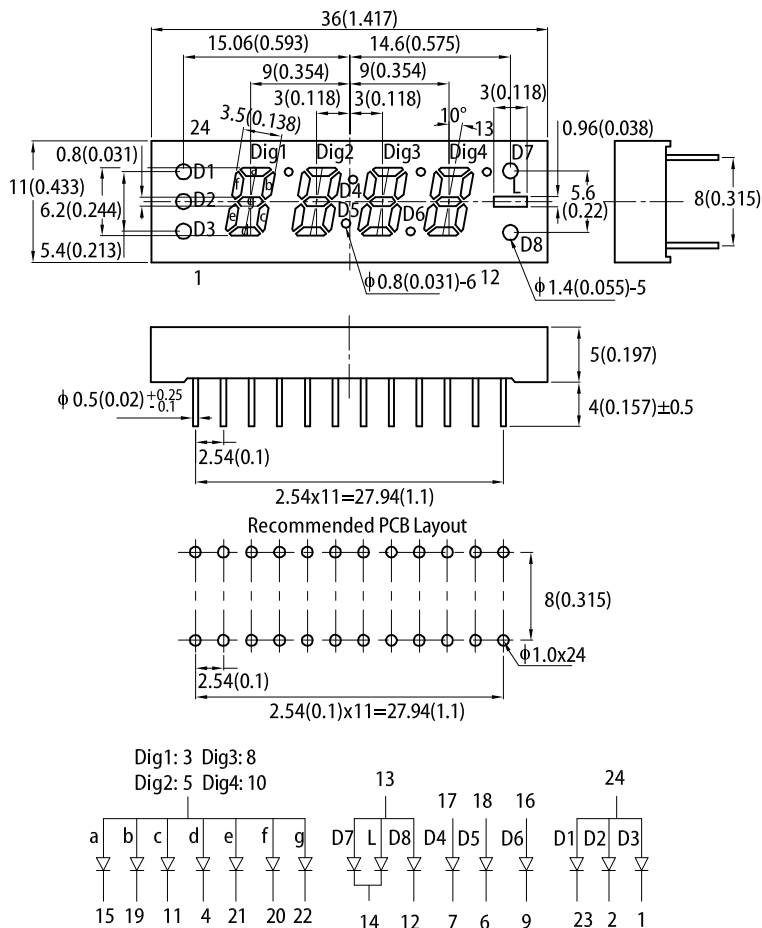 36(1.417)
15.06(0.593) 14.6(0.575)
9(0.354) 9(0.354)
3(0.118) 3(0.118) 3(0.118)
3.5(0.138) 10°
24 13 0.96(0.038)
Dig1 Dig2 Dig3 Dig4 D7
0.8(0.031) D1 a
11(0.433) f b D4 L 5.6 8(0.315)
6.2(0.244) D2 g (0.22)
e c D5 D6
5.4(0.213) D3 d D8
1 ϕ0.8(0.031)-6 12 ϕ1.4(0.055)-5
5(0.197)
ϕ0.5(0.02) +0.25
-0.1
4(0.157)±0.5
2.54(0.1)
2.54x11=27.94(1.1)
Recommended PCB Layout
8(0.315)
ϕ1.0x24
2.54(0.1)
2.54(0.1)x11=27.94(1.1)
Dig1: 3 Dig3: 8
Dig2: 5 Dig4: 10
13 24
17 18 16
a b c d e f g D7 L D8 D4 D5 D6 D1 D2 D3
15 19 11 4 21 20 22 14 12 7 6 9 23 2 1